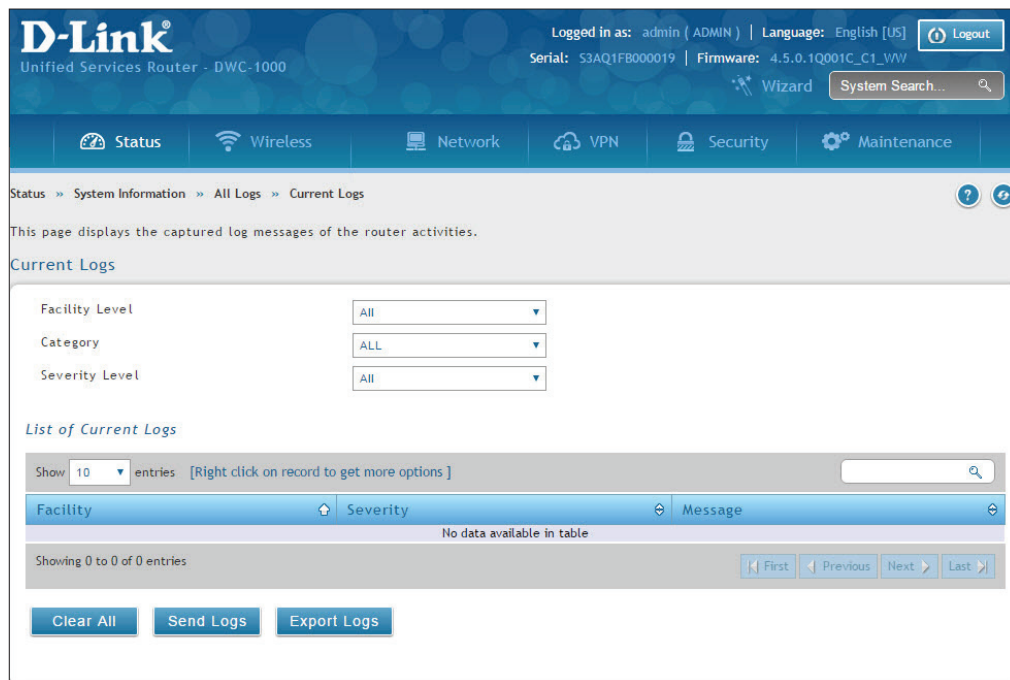 D-Link®
Unified Services Router - DWC-1000
Logged in as: admin ( ADMIN ) | Language: English [US]
Logout
Serial: S3AQ1FB000019 | Firmware: 4.5.0.1Q001C_C1_WW
Wizard
System Search...
Status Wireless Network VPN Security Maintenance
Status » System Information » All Logs » Current Logs
?
This page displays the captured log messages of the router activities.
Current Logs
Facility Level All
Category ALL
Severity Level All
List of Current Logs
Show 10 entries [Right click on record to get more options ]
Facility Severity Message
No data available in table
Showing 0 to 0 of 0 entries
First Previous Next Last
Clear All Send Logs Export Logs